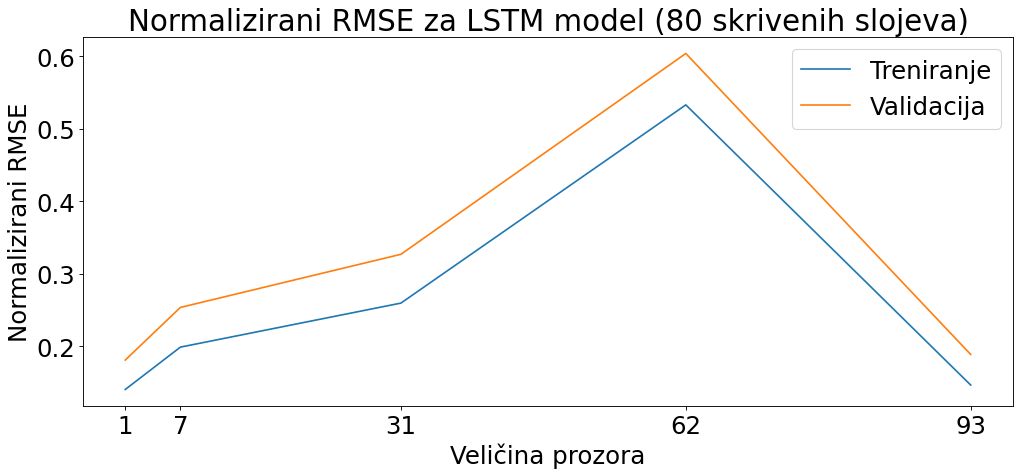 Normalizirani RMSE za LSTM model (80 skrivenih slojeva)
Normalizirani RMSE
0.6
0.5
0.4
0.3
0.2
Treniranje
Validacija
1 7 31 62 93
Veličina prozora